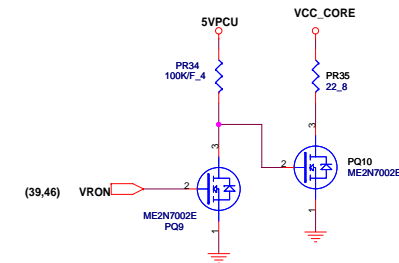 5VPCU
VCC_CORE
PR34
100K/F_4
PR35
22_8
3
3
2
PQ10
ME2N7002E
(39,46)
VRON
2
ME2N7002E
PQ9
1
1